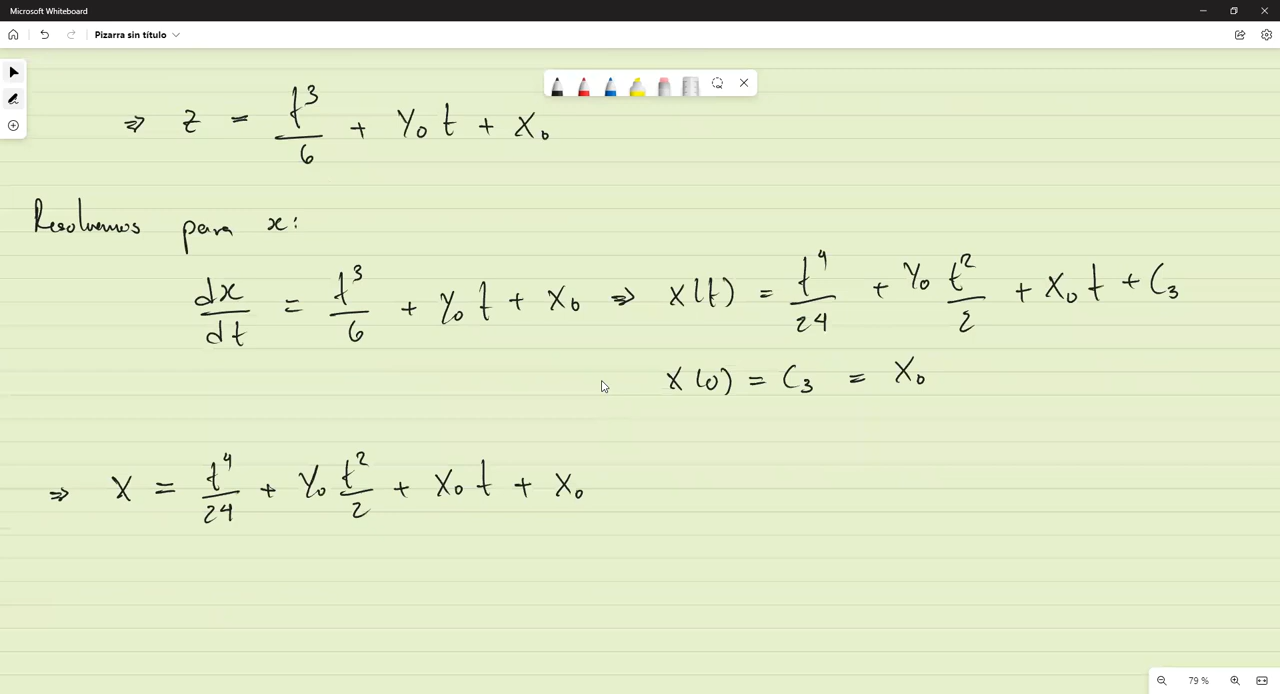 Microsoft Whiteboard
Pizarra sin título
⇒ z = t³/6 + Y₀ t + X₀
Resolvemos para x:
dx/dt = t³/6 + Y₀ t + X₀ ⇒ X(t) = t⁴/24 + Y₀ t²/2 + X₀ t + C₃
X(0) = C₃ = X₀
⇒ X = t⁴/24 + Y₀ t²/2 + X₀ t + X₀
79 %